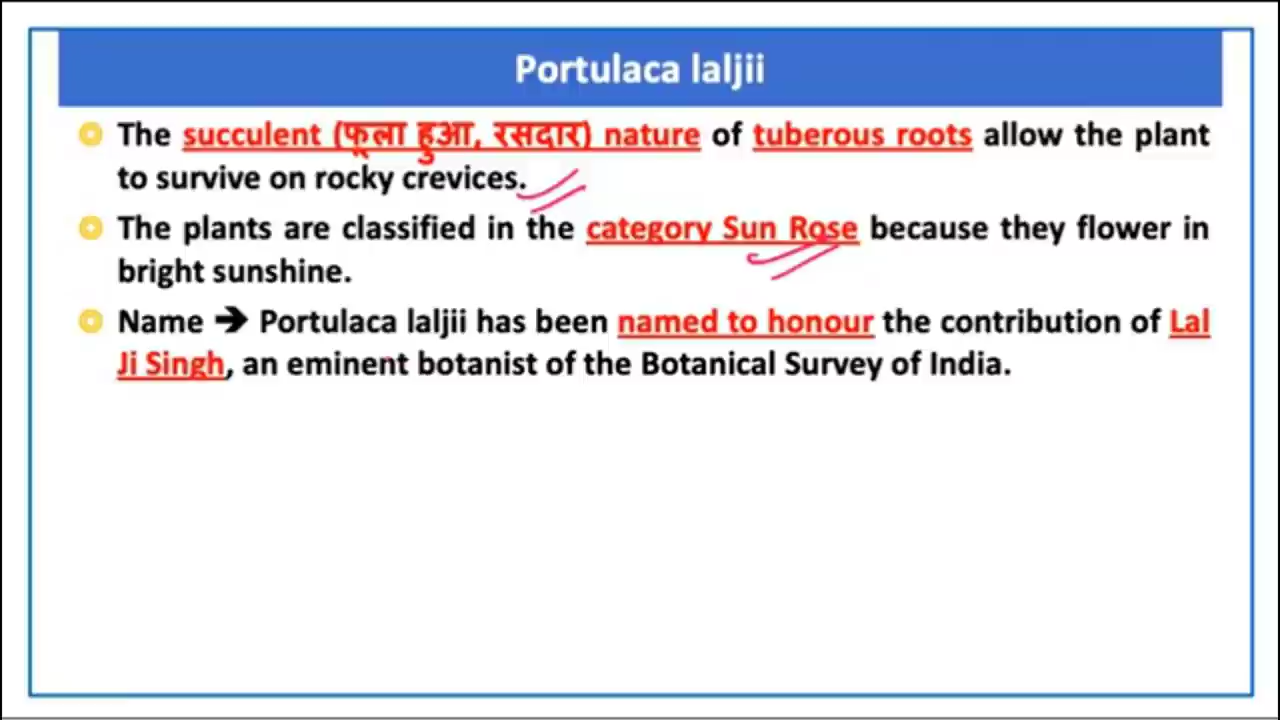 Portulaca laljii
The succulent (फूला हुआ, रसदार) nature of tuberous roots allow the plant
to survive on rocky crevices.
The plants are classified in the category Sun Rose because they flower in
bright sunshine.
Name ➔ Portulaca laljii has been named to honour the contribution of Lal
Ji Singh, an eminent botanist of the Botanical Survey of India.